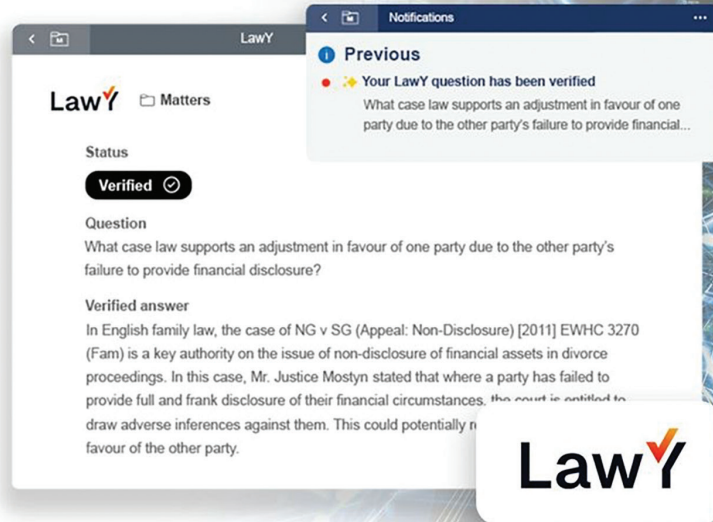 LawY
Notifications
Previous
Your LawY question has been verified
What case law supports an adjustment in favour of one
party due to the other party's failure to provide financial...
LawY
Matters
Status
Verified
Question
What case law supports an adjustment in favour of one party due to the other party's
failure to provide financial disclosure?
Verified answer
In English family law, the case of NG v SG (Appeal: Non-Disclosure) [2011] EWHC 3270
(Fam) is a key authority on the issue of non-disclosure of financial assets in divorce
proceedings. In this case, Mr. Justice Mostyn stated that where a party has failed to
provide full and frank disclosure of their financial circumstances, the court is entitled to
draw adverse inferences against them. This could potentially
favour of the other party.
LawY